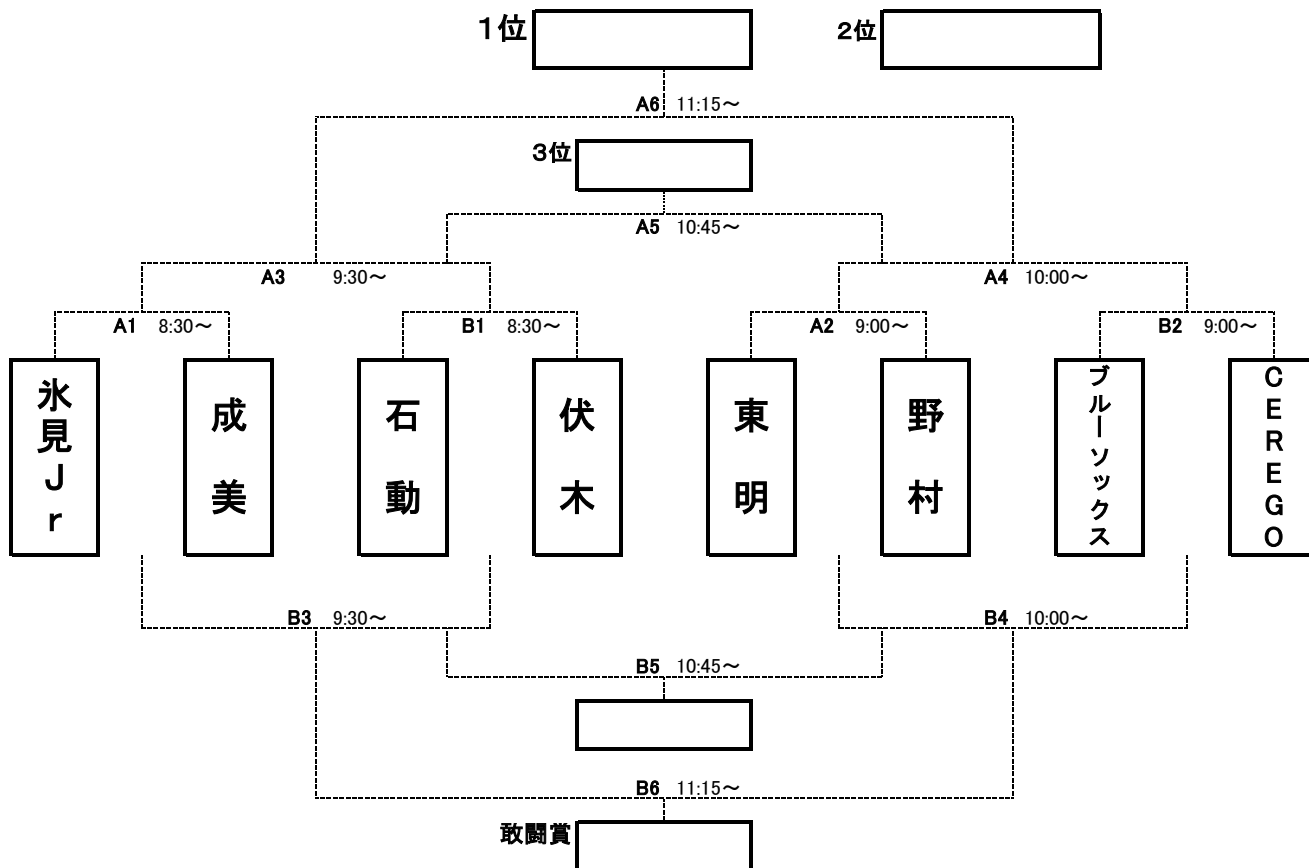 1位
2位
A6 11:15～
3位
A5 10:45～
A3 9:30～
A4 10:00～
A1 8:30～
B1 8:30～
A2 9:00～
B2 9:00～
氷見Jr
成美
石動
伏木
東明
野村
ブルーソックス
CEREGO
B3 9:30～
B4 10:00～
B5 10:45～
B6 11:15～
敢闘賞